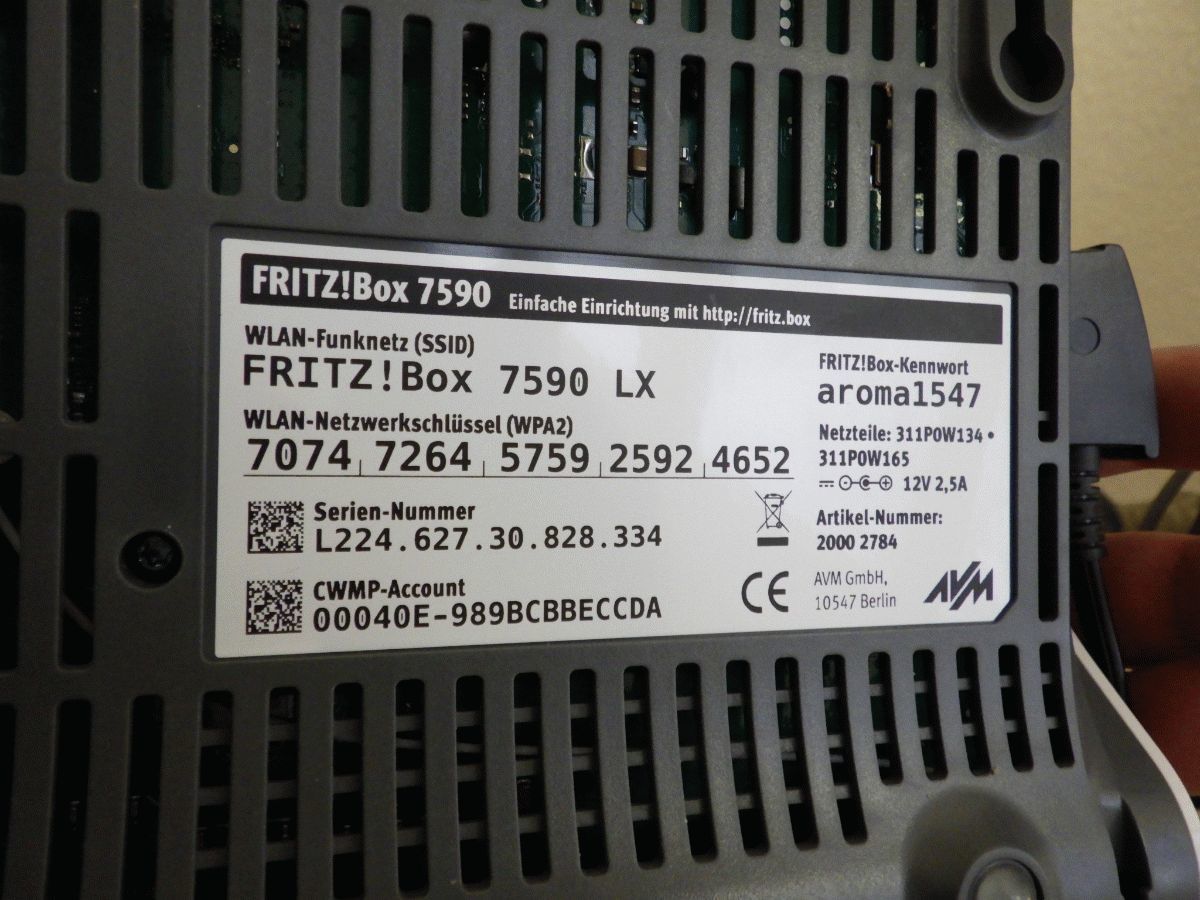 FRITZ!Box 7590 Einfache Einrichtung mit http://fritz.box
WLAN-Funknetz (SSID)
FRITZ!Box 7590 LX
WLAN-Netzwerkschlüssel (WPA2)
7074 7264 5759 2592 4652
Serien-Nummer
L224.627.30.828.334
CWMP-Account
00040E-989BCBBECCDA
FRITZ!Box-Kennwort
aroma1547
Netzteile: 311P0W134 •
311P0W165
12V 2,5A
Artikel-Nummer:
2000 2784
CE
AVM GmbH,
10547 Berlin
AVM